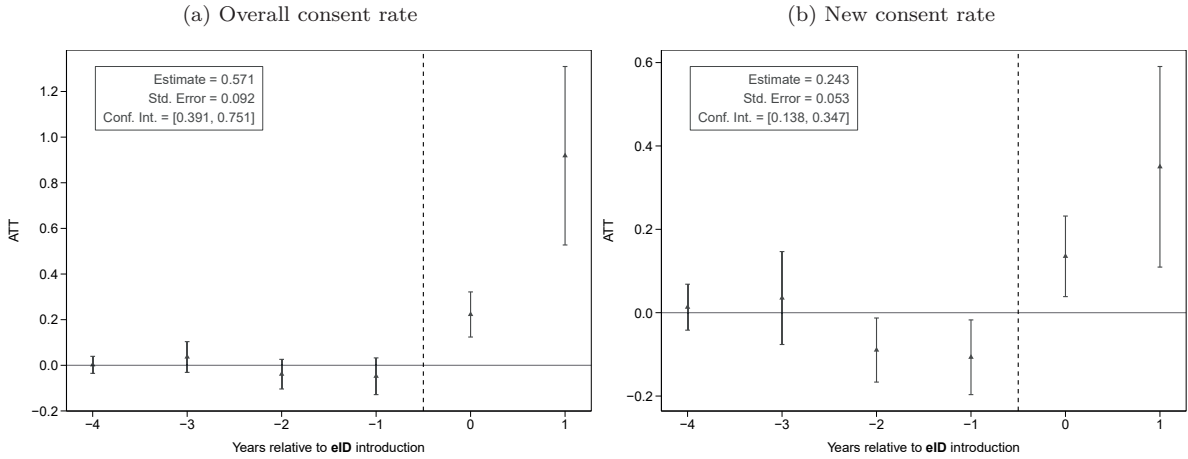 (a) Overall consent rate
Estimate = 0.571
Std. Error = 0.092
Conf. Int. = [0.391, 0.751]
1.2
1.0
0.8
0.6
0.4
0.2
0.0
−0.2
ATT
−4 −3 −2 −1 0 1
Years relative to eID introduction
(b) New consent rate
Estimate = 0.243
Std. Error = 0.053
Conf. Int. = [0.138, 0.347]
0.6
0.4
0.2
0.0
−0.2
ATT
−4 −3 −2 −1 0 1
Years relative to eID introduction